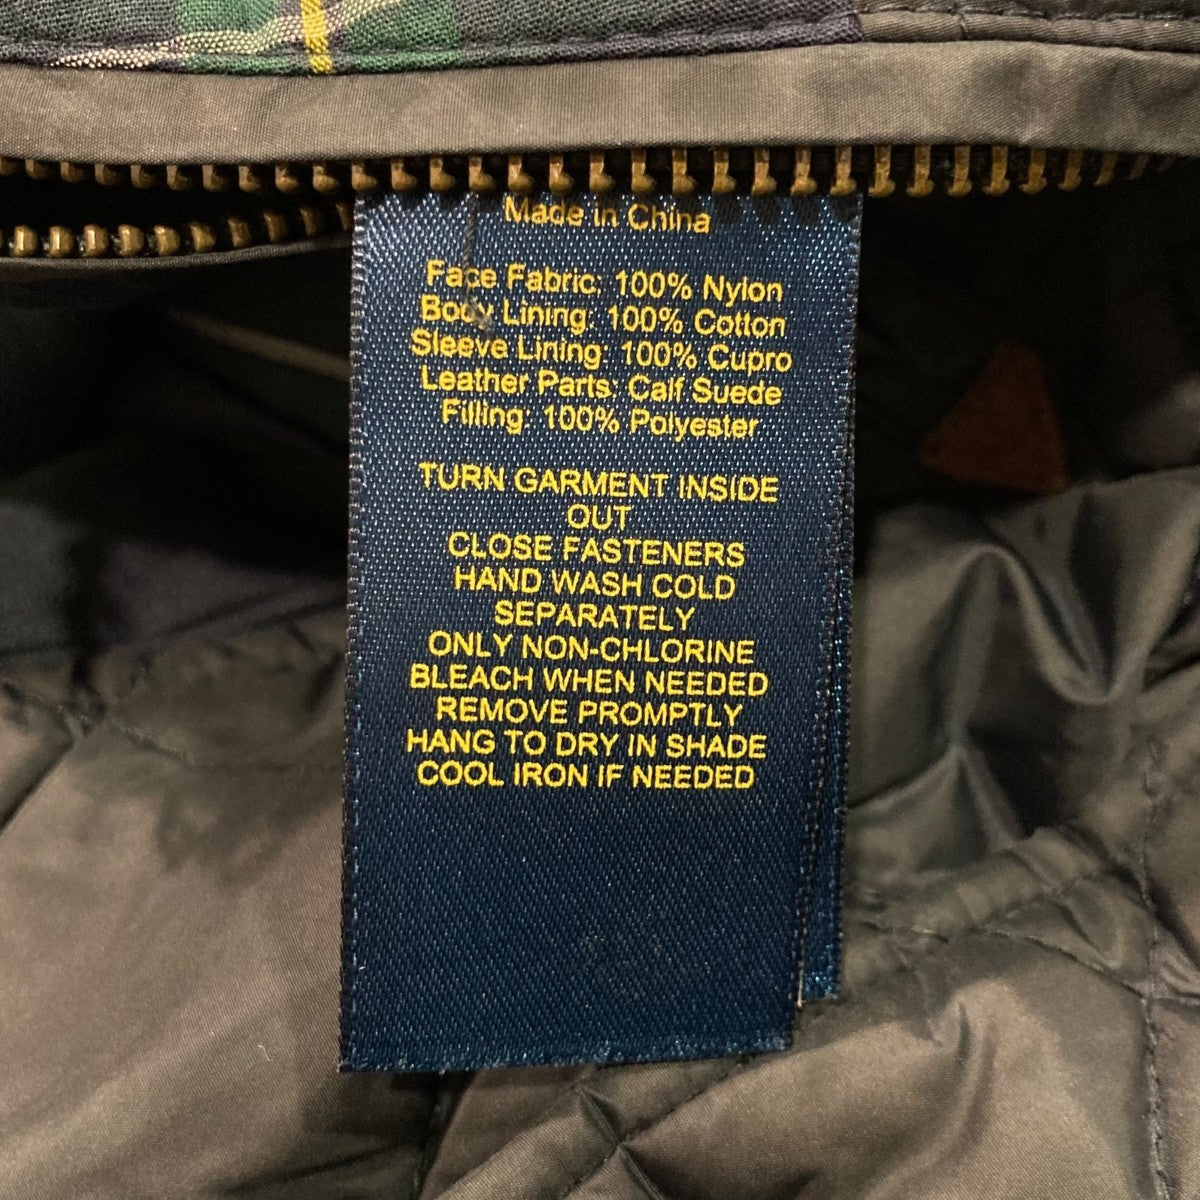 Made in China
Face Fabric: 100% Nylon
Body Lining: 100% Cotton
Sleeve Lining: 100% Cupro
Leather Parts: Calf Suede
Filling: 100% Polyester
TURN GARMENT INSIDE
OUT
CLOSE FASTENERS
HAND WASH COLD
SEPARATELY
ONLY NON-CHLORINE
BLEACH WHEN NEEDED
REMOVE PROMPTLY
HANG TO DRY IN SHADE
COOL IRON IF NEEDED